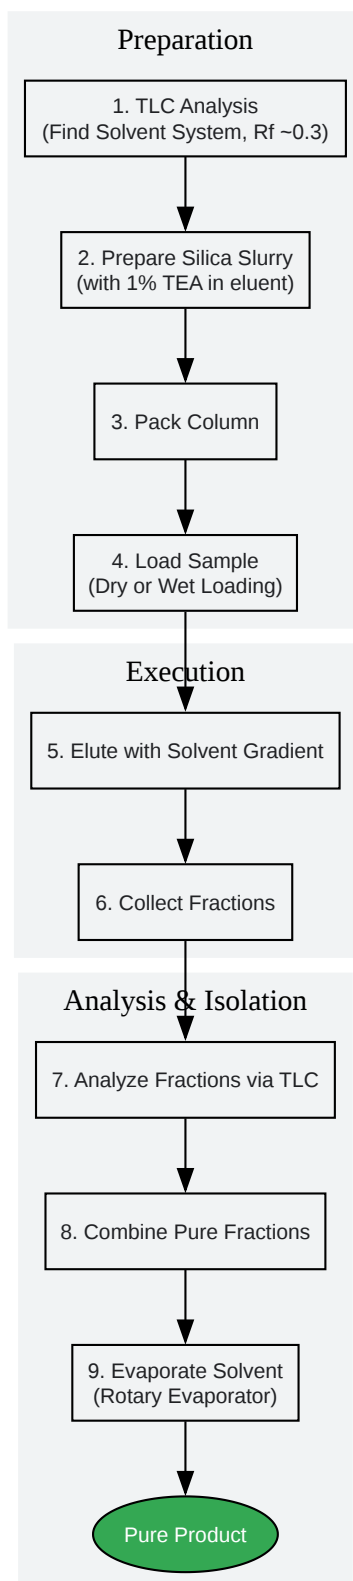 Preparation
1. TLC Analysis
(Find Solvent System, Rf ~0.3)
2. Prepare Silica Slurry
(with 1% TEA in eluent)
3. Pack Column
4. Load Sample
(Dry or Wet Loading)
Execution
5. Elute with Solvent Gradient
6. Collect Fractions
Analysis & Isolation
7. Analyze Fractions via TLC
8. Combine Pure Fractions
9. Evaporate Solvent
(Rotary Evaporator)
Pure Product